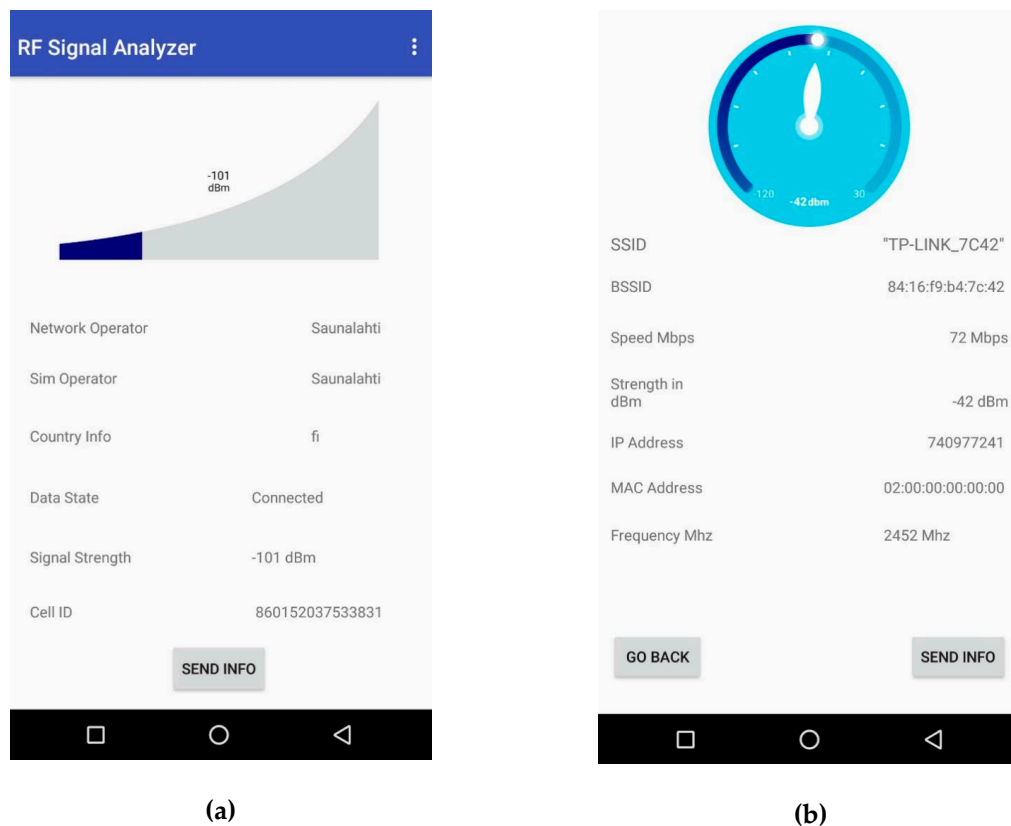 RF Signal Analyzer
-101
dBm
Network Operator Saunalahti
Sim Operator Saunalahti
Country Info fi
Data State Connected
Signal Strength -101 dBm
Cell ID 860152037533831
SEND INFO
(a)
-120 30
-42 dbm
SSID "TP-LINK_7C42"
BSSID 84:16:f9:b4:7c:42
Speed Mbps 72 Mbps
Strength in
dBm -42 dBm
IP Address 740977241
MAC Address 02:00:00:00:00:00
Frequency Mhz 2452 Mhz
GO BACK SEND INFO
(b)